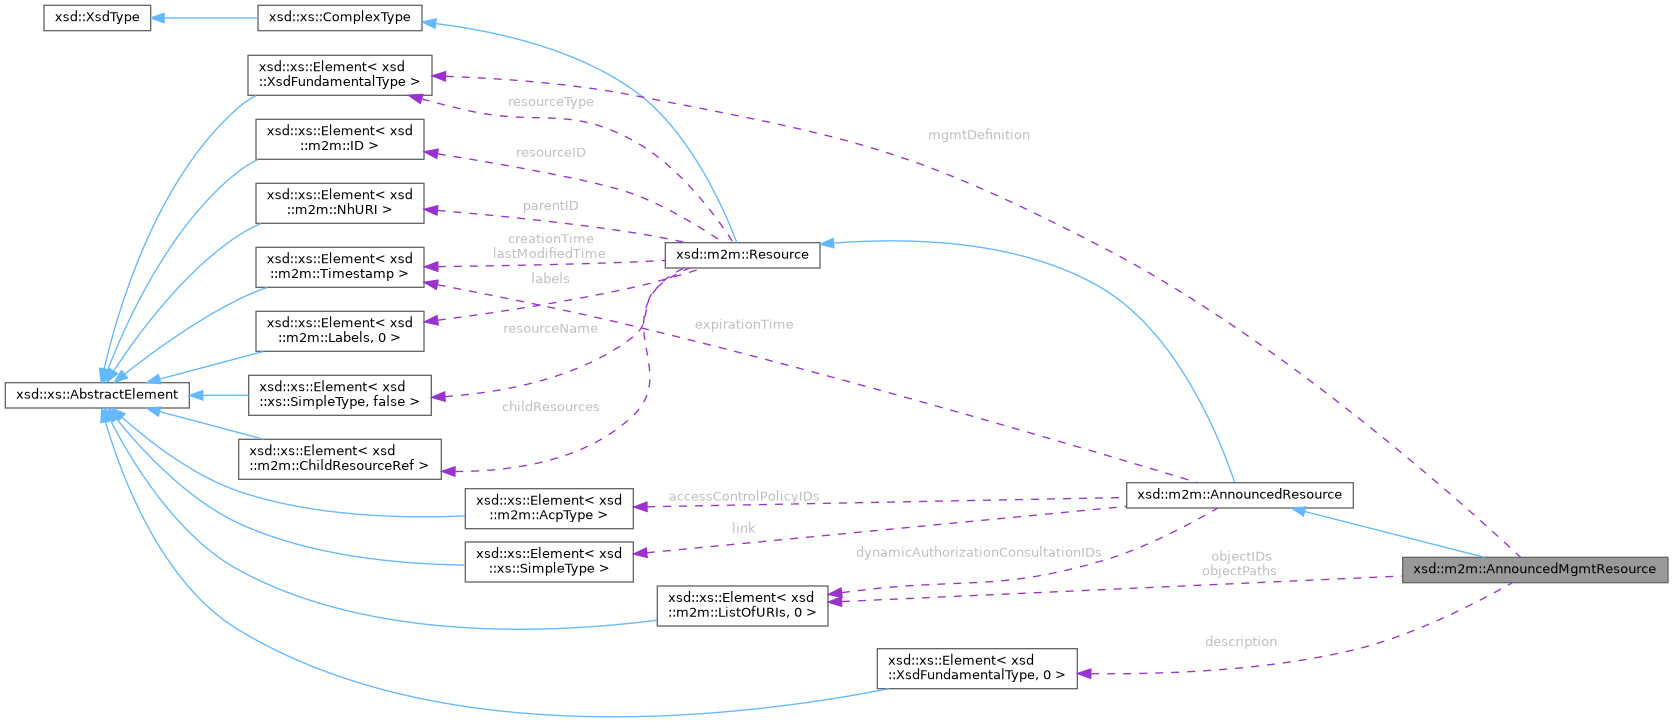 xsd::XsdType
xsd::xs::ComplexType
xsd::xs::Element< xsd
::XsdFundamentalType >
resourceType
mgmtDefinition
xsd::xs::Element< xsd
::m2m::ID >
resourceID
xsd::xs::Element< xsd
::m2m::NhURI >
parentID
creationTime
lastModifiedTime
xsd::xs::Element< xsd
::m2m::Timestamp >
xsd::m2m::Resource
labels
xsd::xs::Element< xsd
::m2m::Labels, 0 >
resourceName
expirationTime
xsd::xs::AbstractElement
xsd::xs::Element< xsd
::xs::SimpleType, false >
childResources
xsd::xs::Element< xsd
::m2m::ChildResourceRef >
xsd::xs::Element< xsd
::m2m::AcpType >
accessControlPolicyIDs
xsd::m2m::AnnouncedResource
link
xsd::xs::Element< xsd
::xs::SimpleType >
dynamicAuthorizationConsultationIDs
objectIDs
objectPaths
xsd::m2m::AnnouncedMgmtResource
xsd::xs::Element< xsd
::m2m::ListOfURIs, 0 >
description
xsd::xs::Element< xsd
::XsdFundamentalType, 0 >